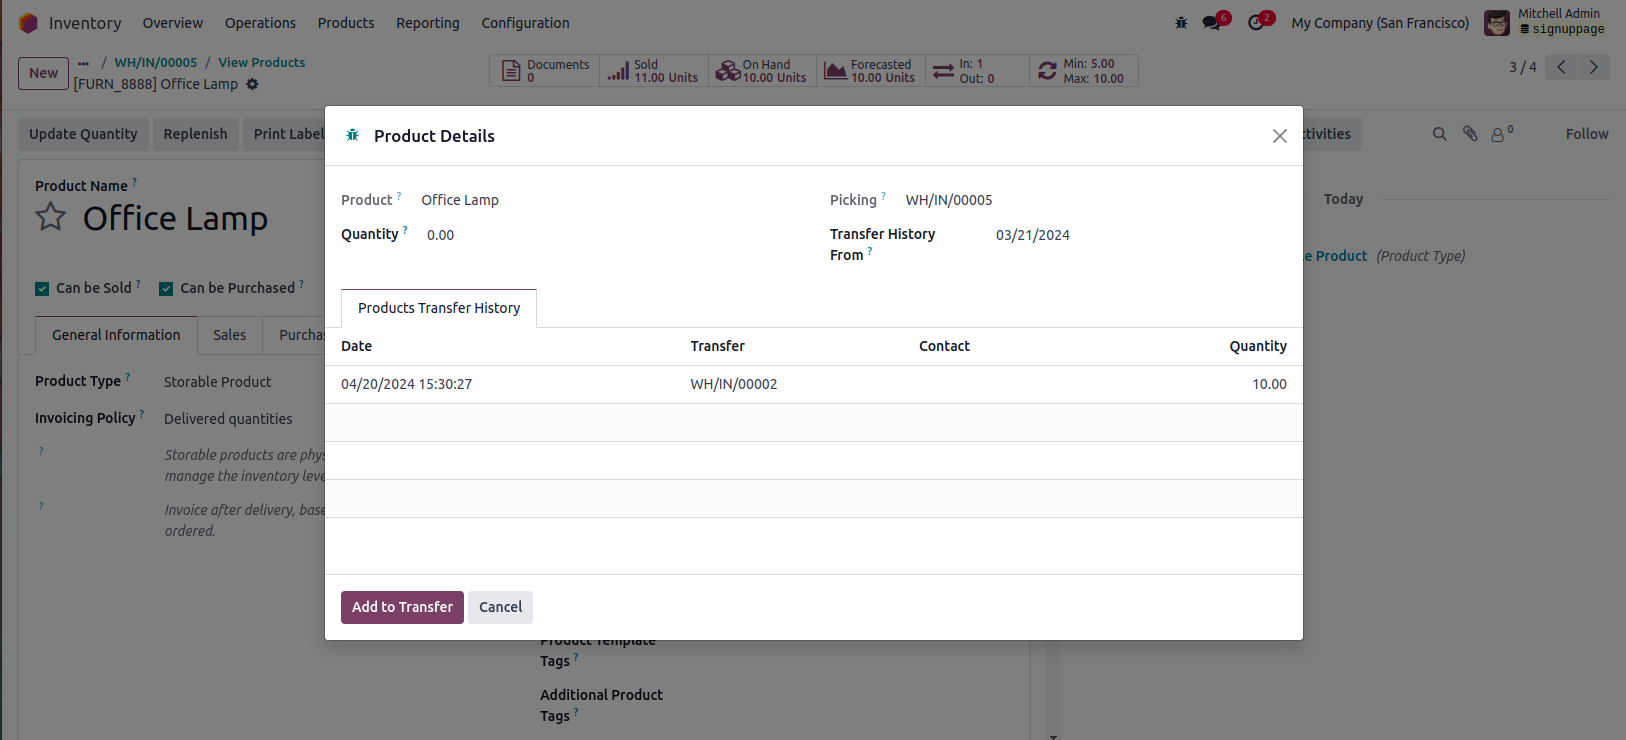 Inventory Overview Operations Products Reporting Configuration 6 2 My Company (San Francisco) Mitchell Admin
signuppage
New ... / WH/IN/00005 / View Products
[FURN_8888] Office Lamp
Documents
0
Sold
11.00 Units
On Hand
10.00 Units
Forecasted
10.00 Units
In: 1
Out: 0
Min: 5.00
Max: 10.00
3 / 4
Update Quantity Replenish Print Label
0 Follow
Product Details
Product Name ?
Office Lamp
Can be Sold ? Can be Purchased ?
General Information Sales
Product Type ? Storable Product
Invoicing Policy ? Delivered quantities
? Storable products are
manage the inventory
? Invoice after delivery,
ordered.
Product ? Office Lamp
Quantity ? 0.00
Picking ? WH/IN/00005
Transfer History
From ?
03/21/2024
Products Transfer History
Date Transfer Contact Quantity
04/20/2024 15:30:27 WH/IN/00002 10.00
Add to Transfer Cancel
Today
Product (Product Type)
Product Template
Tags ?
Additional Product
Tags ?